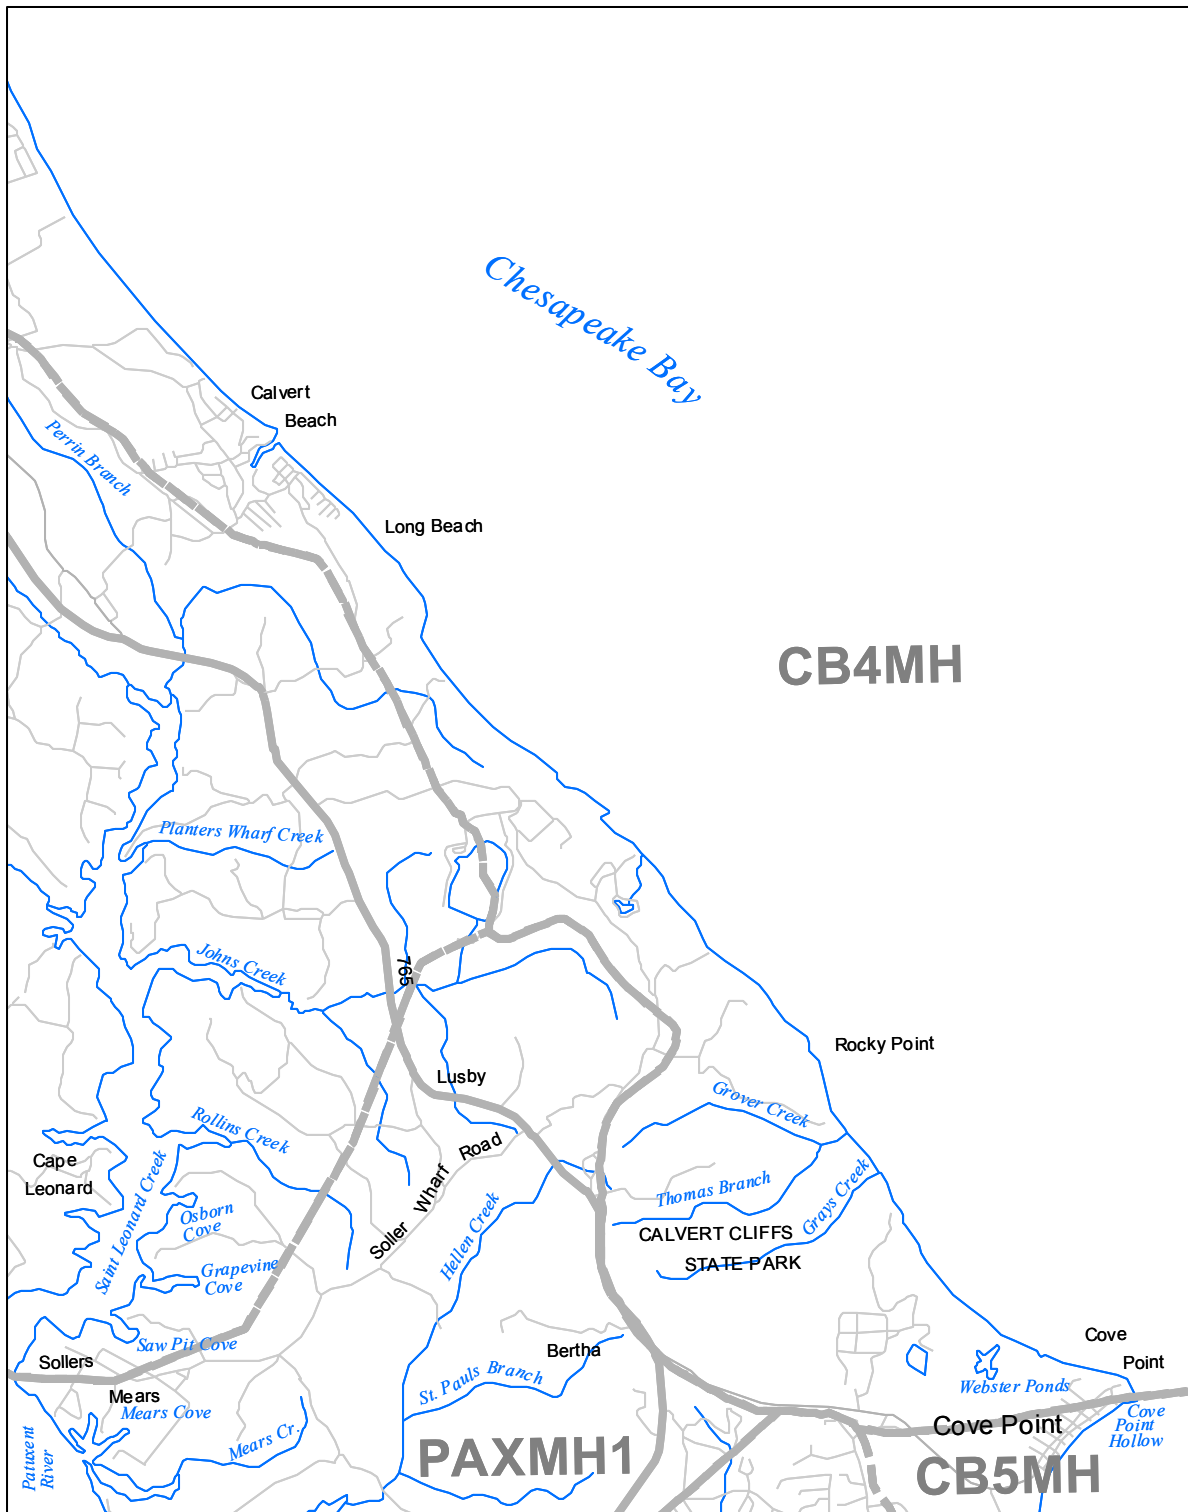 Chesapeake Bay
Calvert
Beach
Perrin Branch
Long Beach
CB4MH
Planters Wharf Creek
Johns Creek
765
Rocky Point
Lusby
Grover Creek
Rollins Creek
Soller Wharf Road
Cape
Leonard
Saint Leonard Creek
Thomas Branch
Grays Creek
Osborn
Cove
Hellen Creek
CALVERT CLIFFS
STATE PARK
Grapevine
Cove
Saw Pit Cove
Cove
Point
Sollers
Bertha
St. Pauls Branch
Mears
Mears Cove
Webster Ponds
Cove
Point
Hollow
Cove Point
Mears Cr.
Patuxent
River
PAXMH1
CB5MH